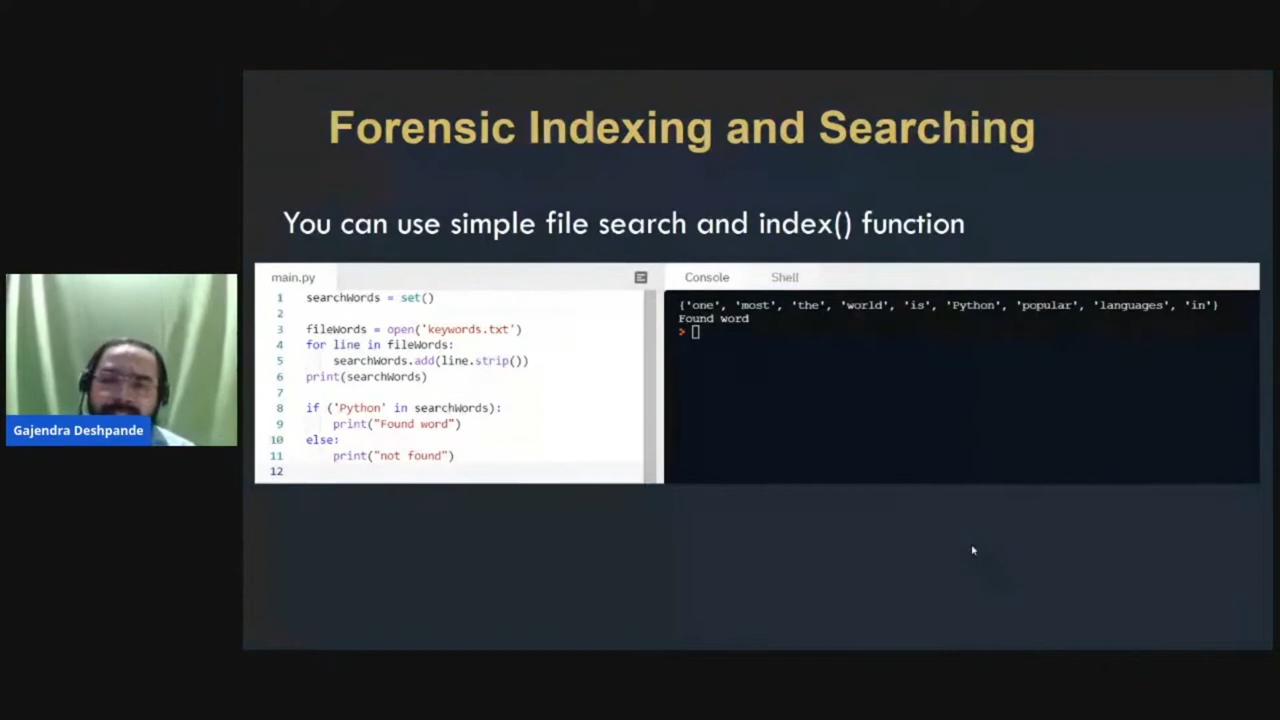 Forensic Indexing and Searching
You can use simple file search and index() function
main.py
1 searchWords = set()
2
3 fileWords = open('keywords.txt')
4 for line in fileWords:
5 searchWords.add(line.strip())
6 print(searchWords)
7
8 if ('Python' in searchWords):
9 print("Found word")
10 else:
11 print("not found")
12
Console Shell
{'one', 'most', 'the', 'world', 'is', 'Python', 'popular', 'languages', 'in'}
Found word
>
Gajendra Deshpande